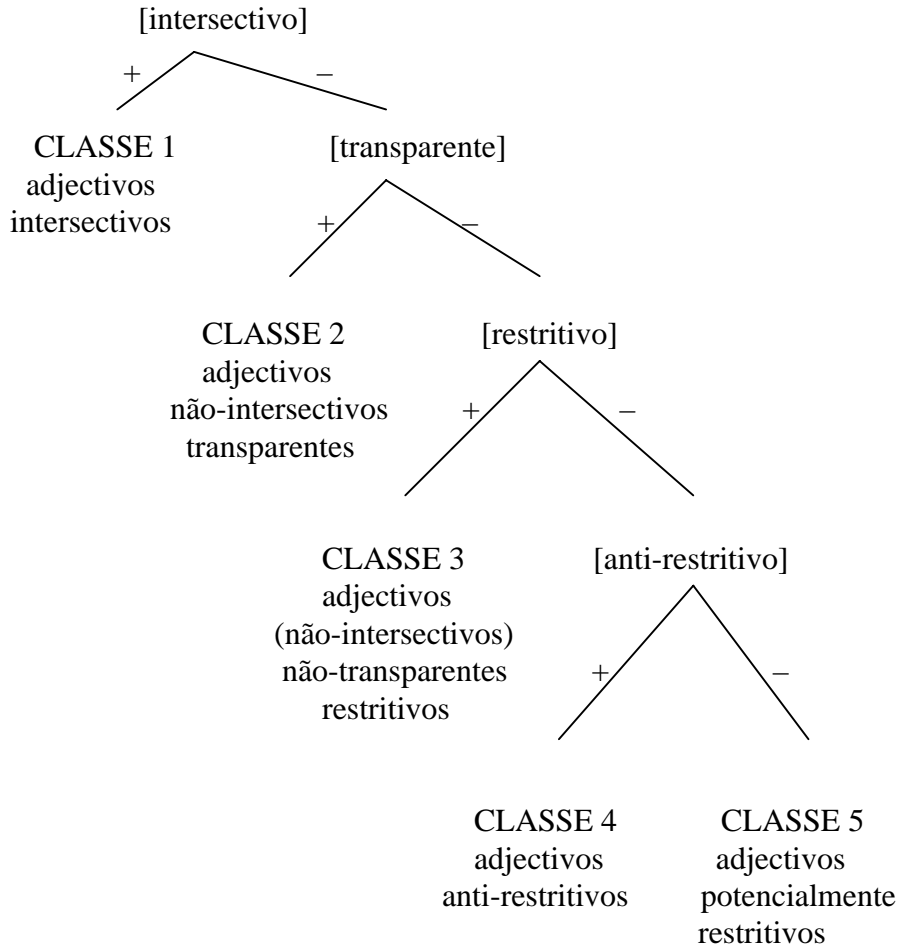 [intersectivo]
+ –
CLASSE 1
adjectivos
intersectivos
[transparente]
+ –
CLASSE 2
adjectivos
não-intersectivos
transparentes
[restritivo]
+ –
CLASSE 3
adjectivos
(não-intersectivos)
não-transparentes
restritivos
[anti-restritivo]
+ –
CLASSE 4
adjectivos
anti-restritivos
CLASSE 5
adjectivos
potencialmente
restritivos